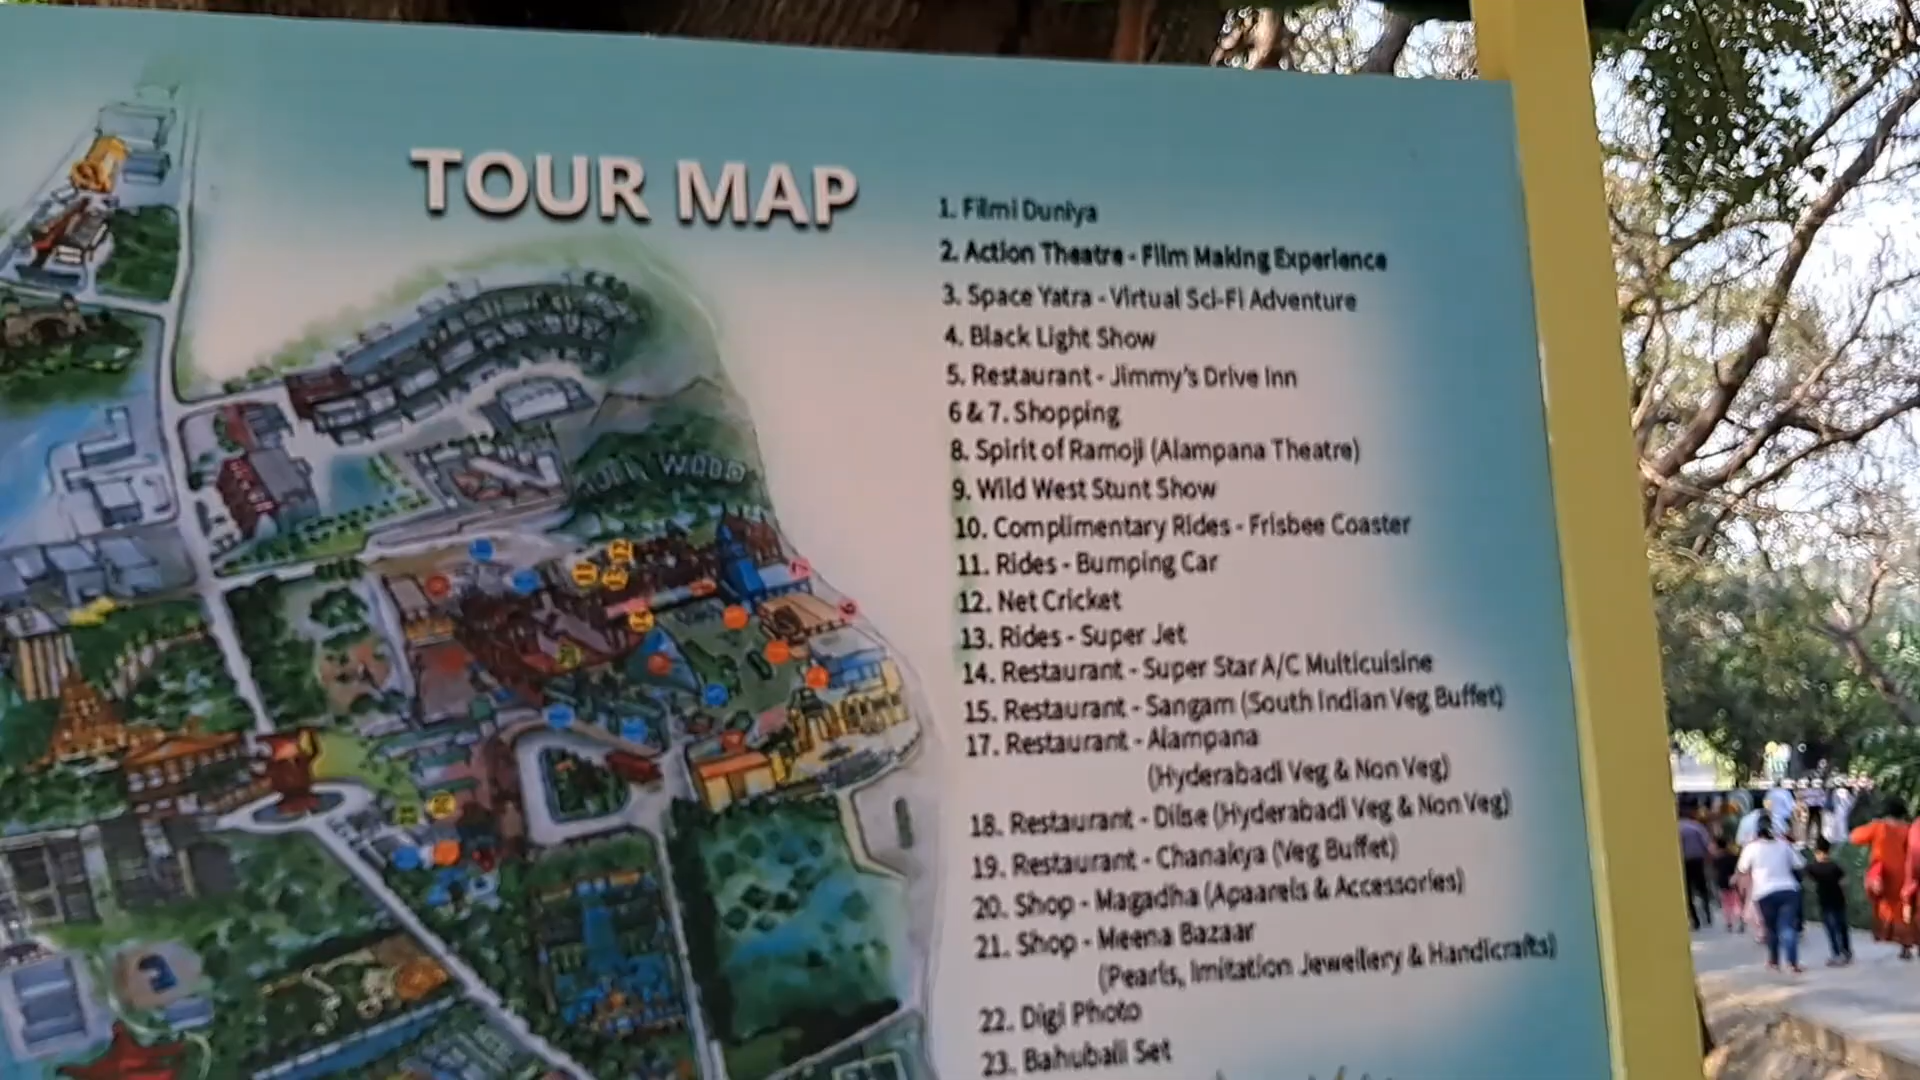 TOUR MAP
1. Filmi Duniya
2. Action Theatre - Film Making Experience
3. Space Yatra - Virtual Sci-Fi Adventure
4. Black Light Show
5. Restaurant - Jimmy's Drive Inn
6 & 7. Shopping
8. Spirit of Ramoji (Alampana Theatre)
9. Wild West Stunt Show
10. Complimentary Rides - Frisbee Coaster
11. Rides - Bumping Car
12. Net Cricket
13. Rides - Super Jet
14. Restaurant - Super Star A/C Multicuisine
15. Restaurant - Sangam (South Indian Veg Buffet)
17. Restaurant - Alampana
(Hyderabadi Veg & Non Veg)
18. Restaurant - Dilse (Hyderabadi Veg & Non Veg)
19. Restaurant - Chanakya (Veg Buffet)
20. Shop - Magadha (Apaarels & Accessories)
21. Shop - Meena Bazaar
(Pearls, Imitation Jewellery & Handicrafts)
22. Digi Photo
23. Bahubali Set